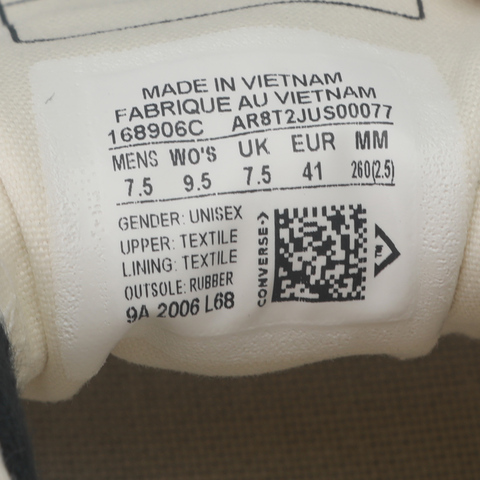 MADE IN VIETNAM
FABRIQUE AU VIETNAM
168906C AR8T2JUS00077
MENS WO'S UK EUR MM
7.5 9.5 7.5 41 260(2.5)
GENDER: UNISEX
UPPER: TEXTILE
LINING: TEXTILE
OUTSOLE: RUBBER
9A 2006 L68
CONVERSE->